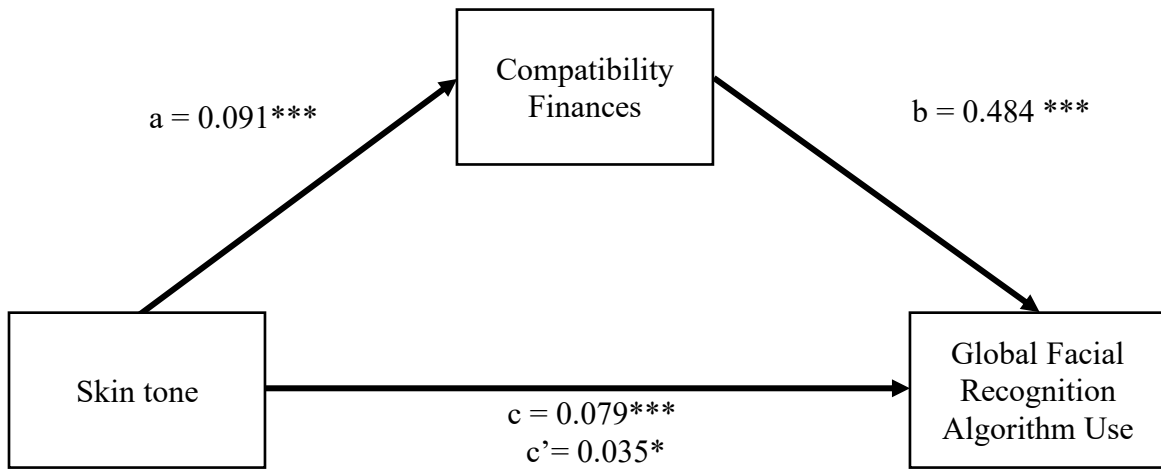 Compatibility
Finances
a = 0.091***
b = 0.484 ***
Skin tone
c = 0.079***
c’= 0.035*
Global Facial
Recognition
Algorithm Use